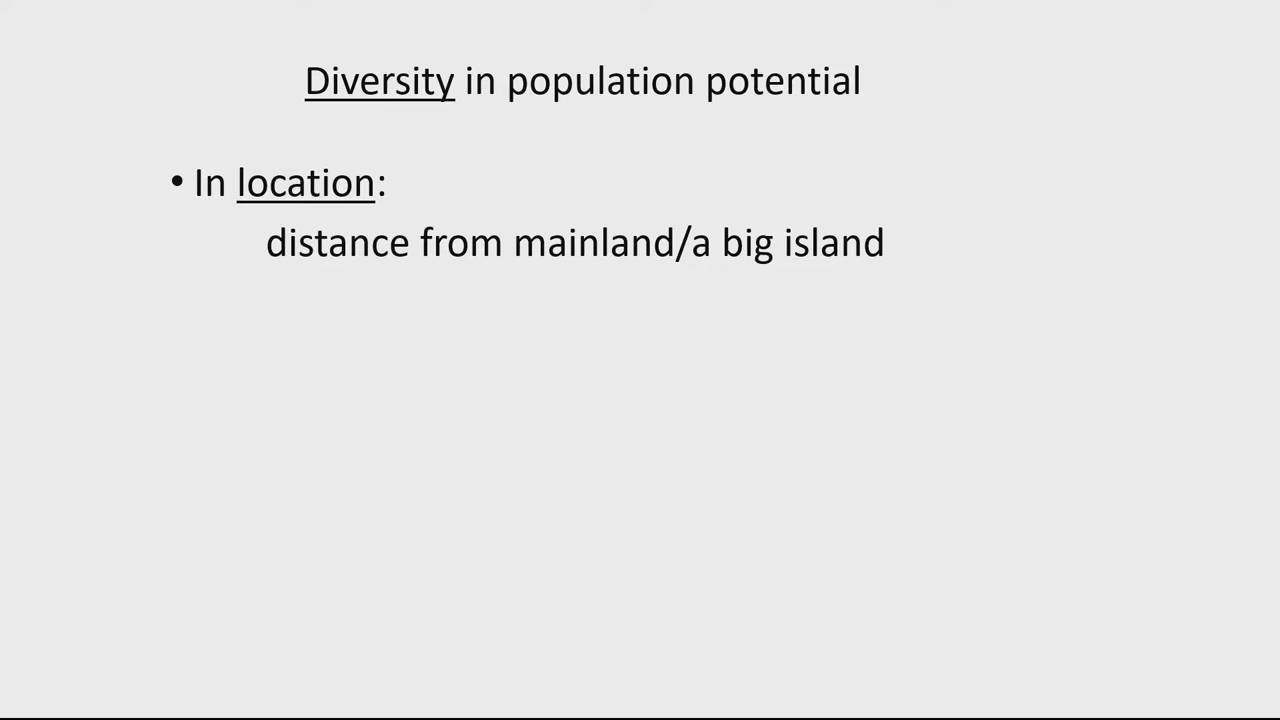 Diversity in population potential
• In location:
distance from mainland/a big island